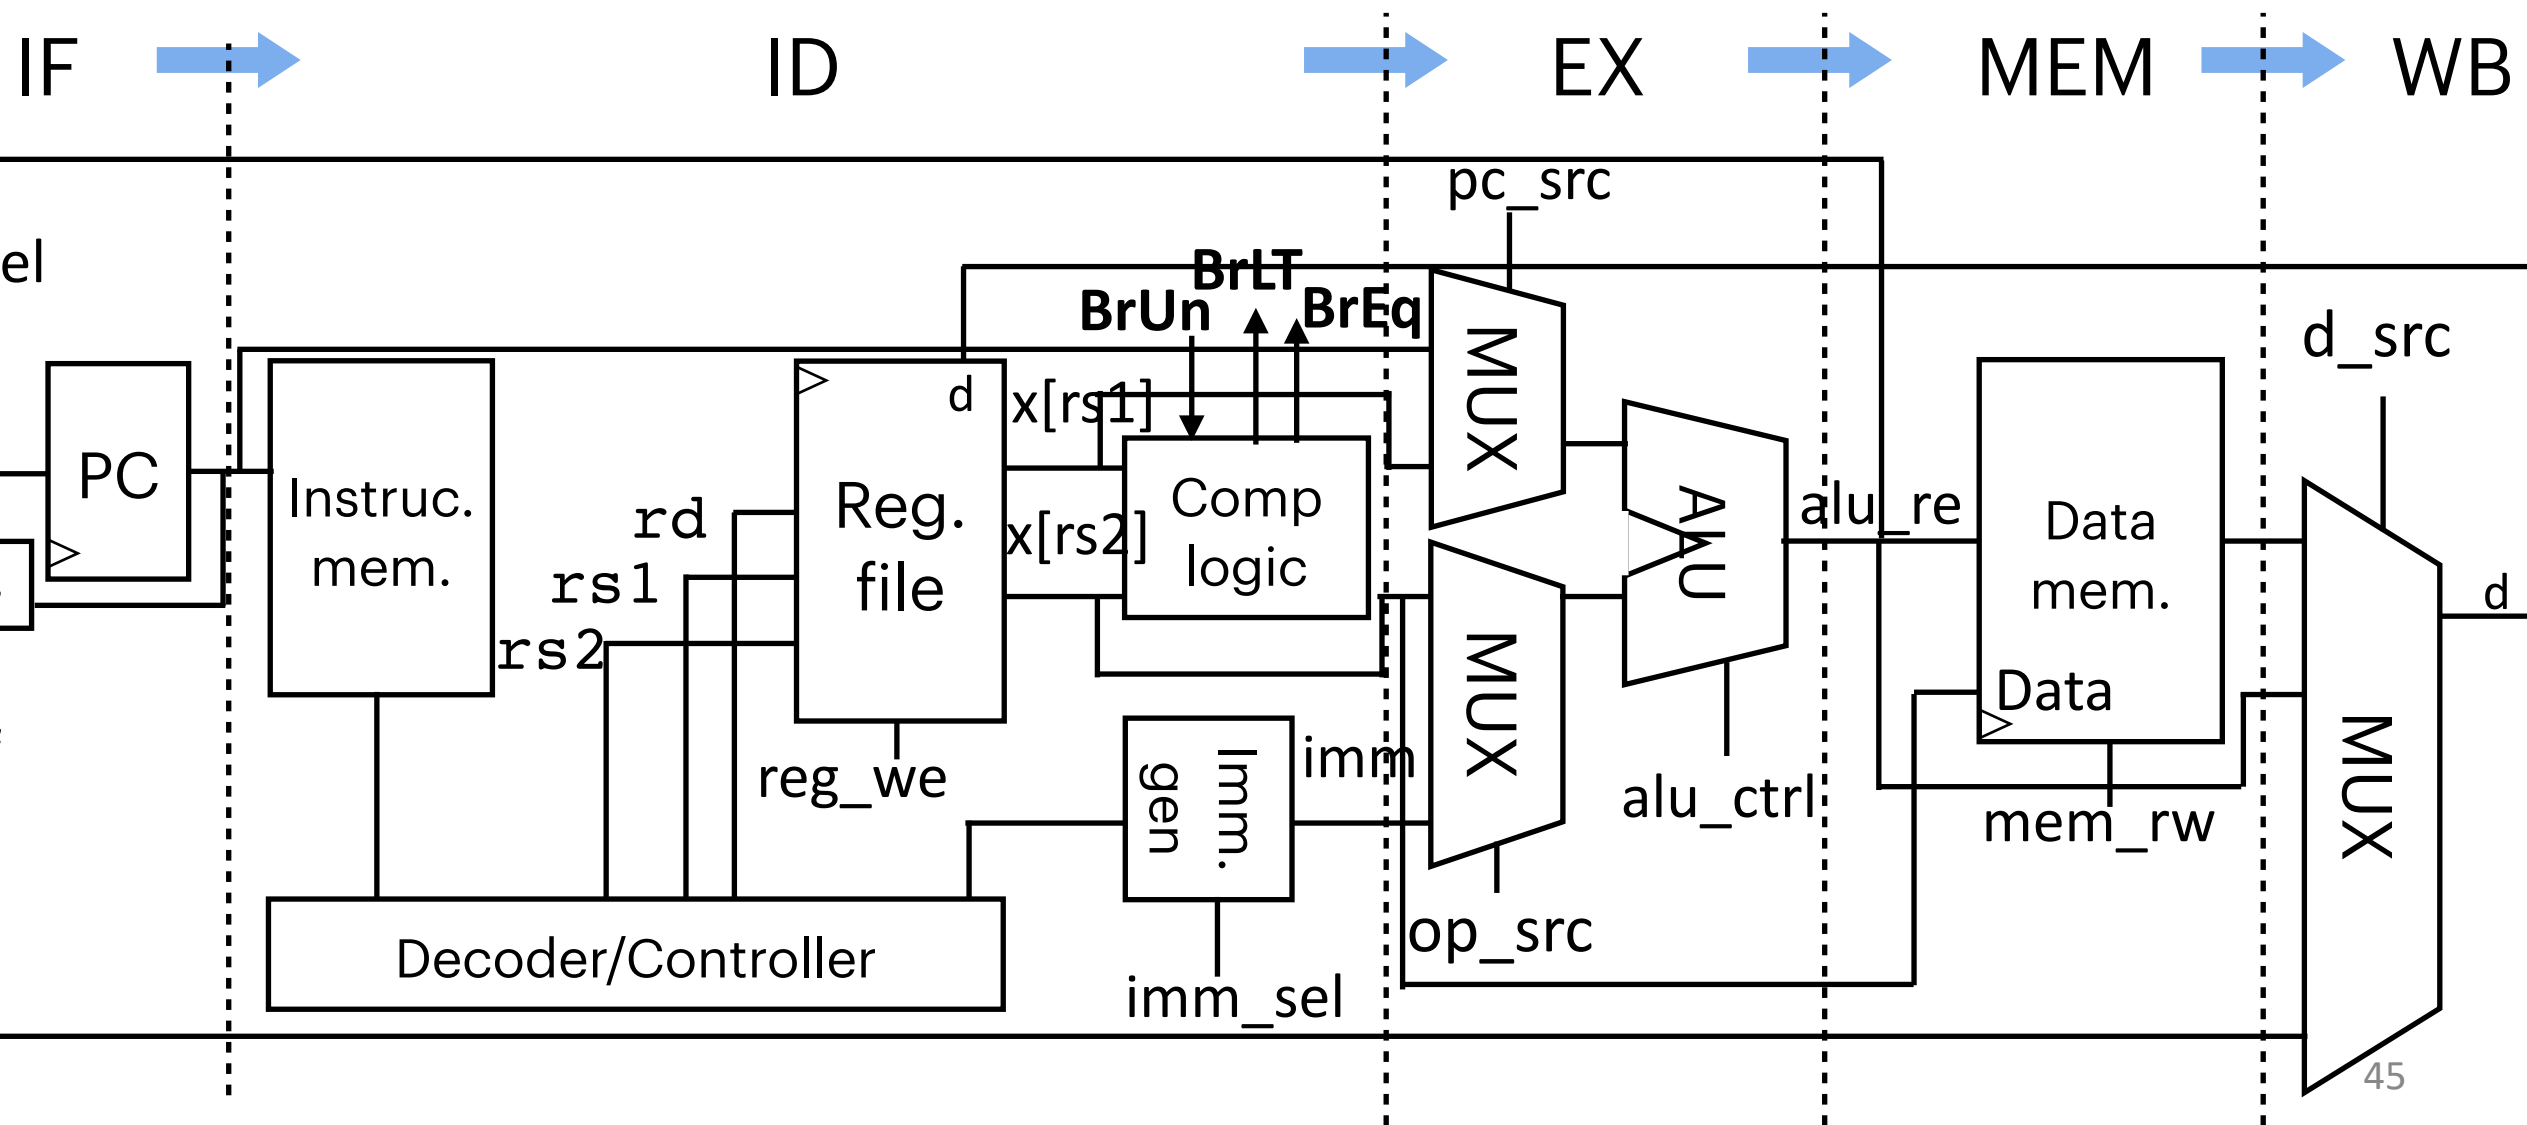 IF
ID
EX
MEM
WB
pc_src
el
BrLT
BrUn
BrEq
d_src
d
x[rs1]
PC
Instruc.
mem.
rd
rs1
rs2
Reg.
file
x[rs2]
Comp
logic
MUX
MUX
ALU
alu_re
Data
mem.
Data
d
reg_we
Imm.
gen
imm
alu_ctrl
mem_rw
MUX
op_src
Decoder/Controller
imm_sel
45